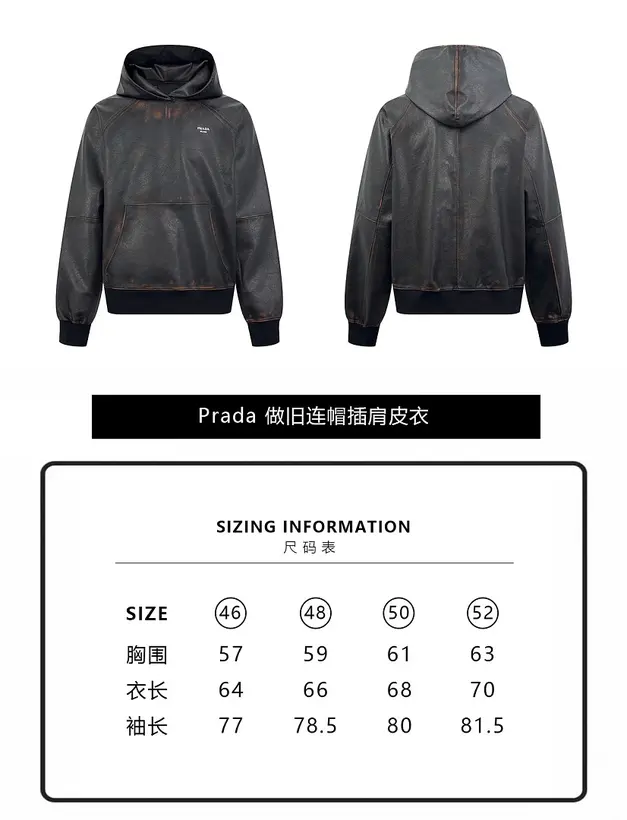 PRADA
Prada 做旧连帽插肩皮衣
SIZING INFORMATION
尺码表
SIZE 46 48 50 52
胸围 57 59 61 63
衣长 64 66 68 70
袖长 77 78.5 80 81.5